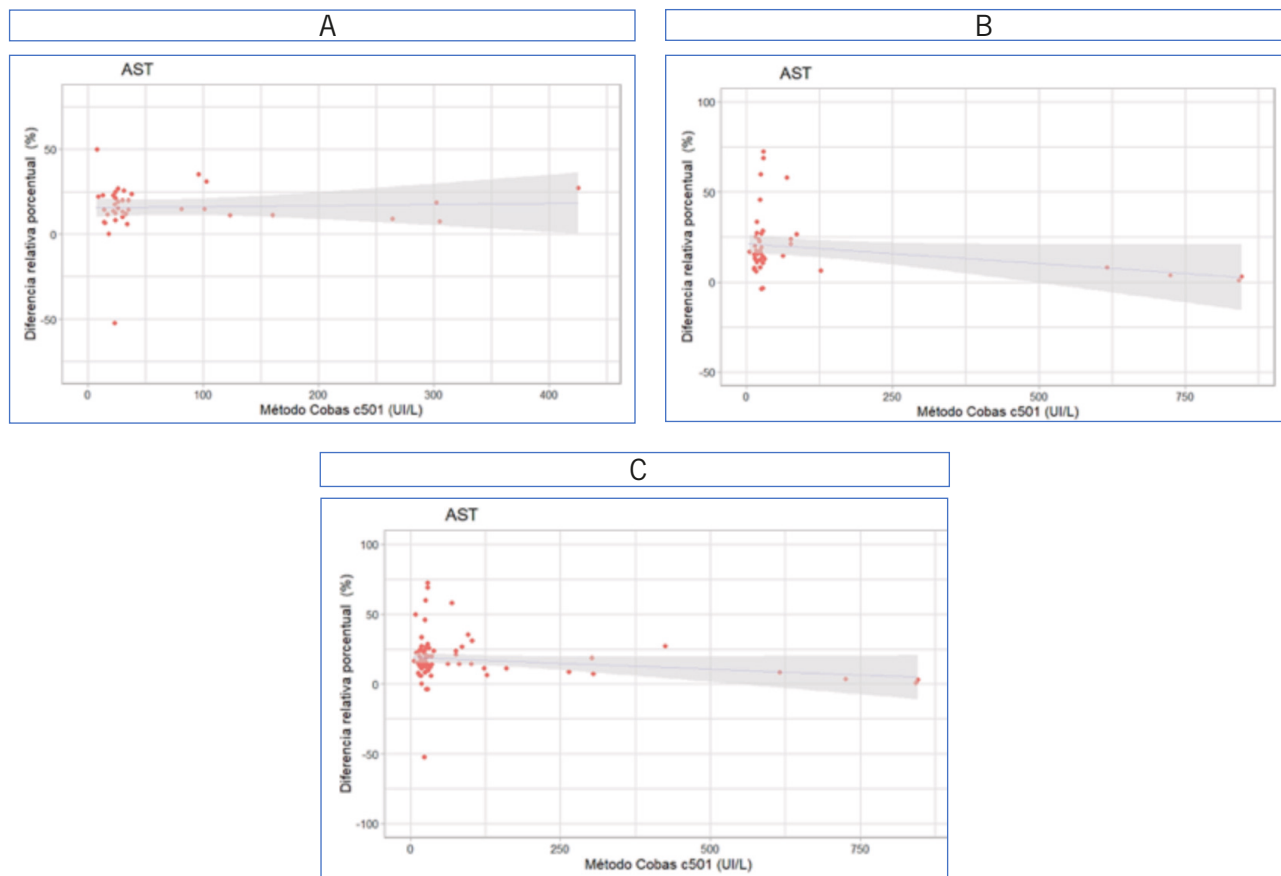 A
AST
Diferencia relativa porcentual (%)
50
0
-50
0 100 200 300 400
Método Cobas c501 (UI/L)
B
AST
Diferencia relativa porcentual (%)
100
50
0
-50
0 250 500 750
Método Cobas c501 (UI/L)
C
AST
Diferencia relativa porcentual (%)
100
50
0
-50
-100
0 250 500 750
Método Cobas c501 (UI/L)